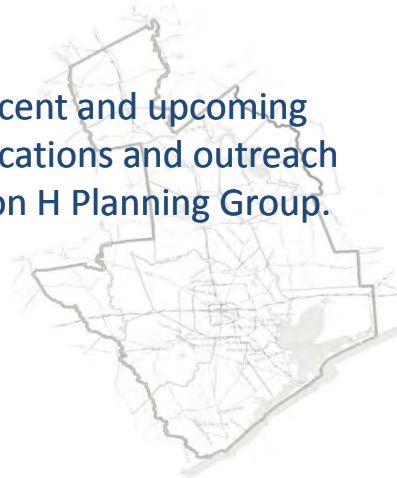 cent and upcoming
cations and outreach
on H Planning Group.